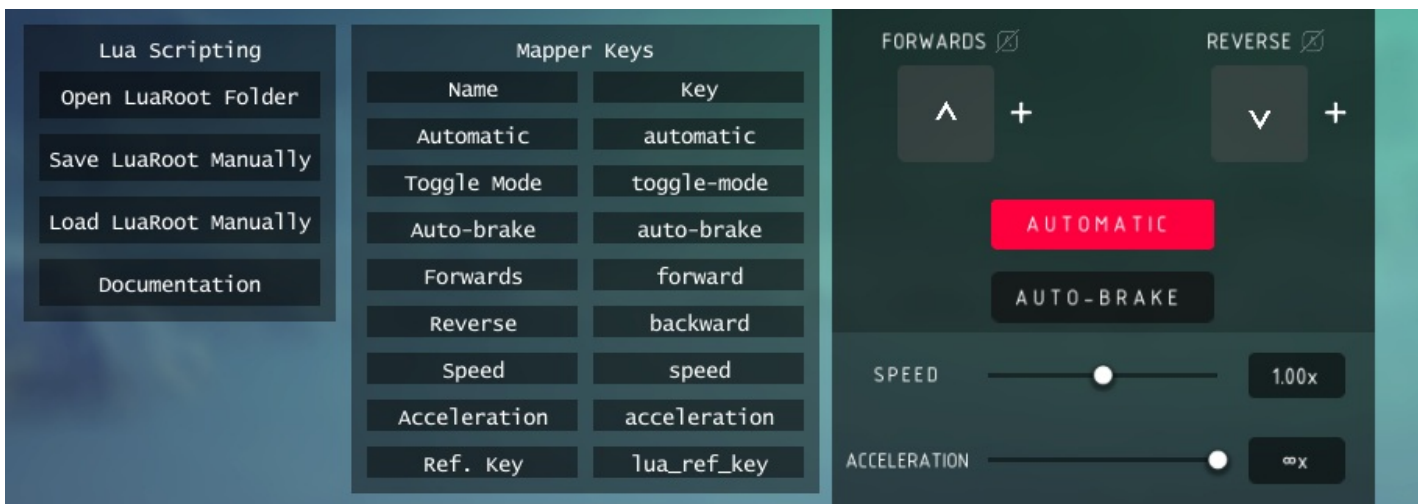 Lua Scripting
Open LuaRoot Folder
Save LuaRoot Manually
Load LuaRoot Manually
Documentation
Mapper Keys
Name Key
Automatic automatic
Toggle Mode toggle-mode
Auto-brake auto-brake
Forwards forward
Reverse backward
Speed speed
Acceleration acceleration
Ref. Key lua_ref_key
FORWARDS REVERSE
+ +
AUTOMATIC
AUTO-BRAKE
SPEED 1.00x
ACCELERATION ∞x